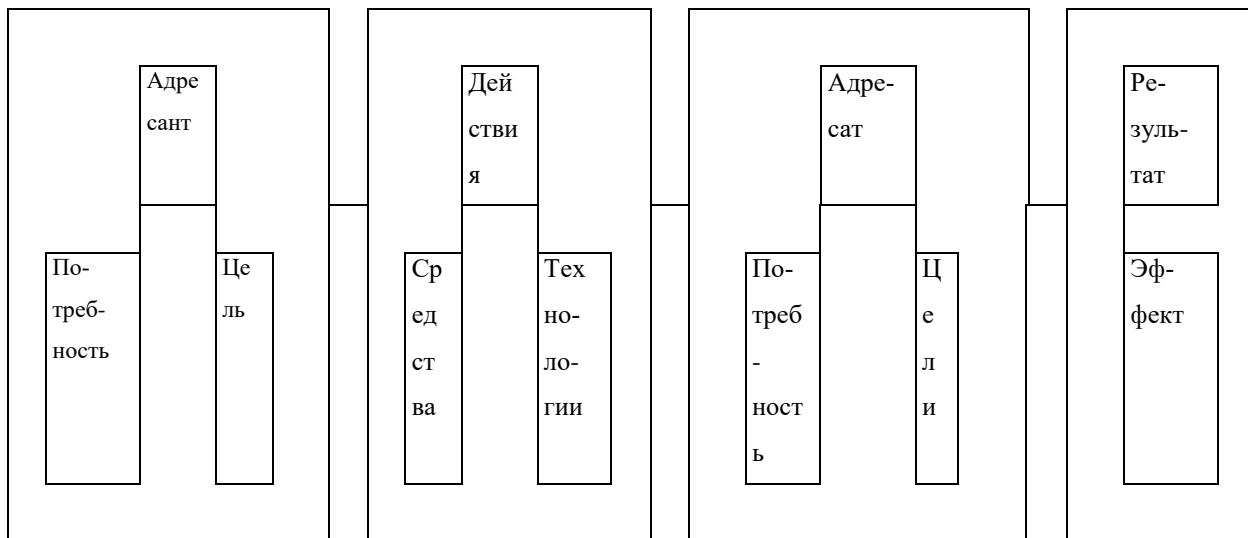 Адре
сант
Дей
стви
я
Адре-
сат
Ре-
зуль-
тат
По-
треб-
ность
Це
ль
Ср
ед
ст
ва
Тех
но-
ло-
гии
По-
треб
-
ност
ь
Ц
е
л
и
Эф-
фект